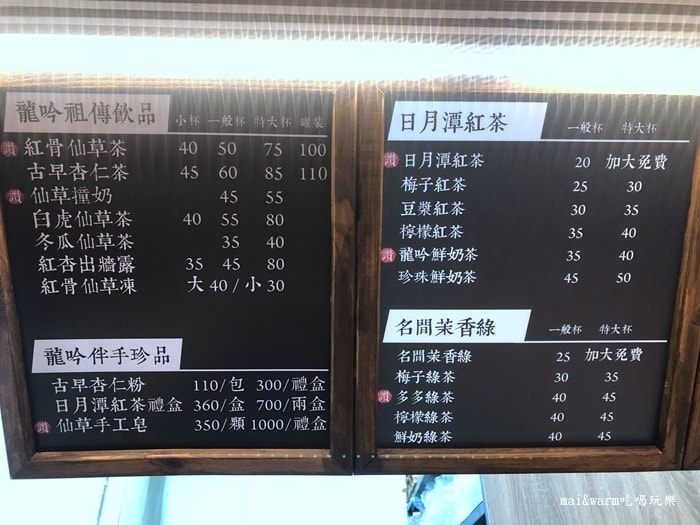 龍吟祖傳飲品 小杯 一般杯 特大杯 罐裝
讚 紅骨仙草茶 40 50 75 100
古早杏仁茶 45 60 85 110
讚 仙草撞奶 45 55
白虎仙草茶 40 55 80
冬瓜仙草茶 35 40
紅杏出牆露 35 45 80
紅骨仙草凍 大40/小30
龍吟伴手珍品
古早杏仁粉 110/包 300/禮盒
日月潭紅茶禮盒 360/盒 700/兩盒
讚 仙草手工皂 350/顆 1000/禮盒
日月潭紅茶 一般杯 特大杯
讚 日月潭紅茶 20 加大免費
梅子紅茶 25 30
豆漿紅茶 30 35
檸檬紅茶 35 40
讚 龍吟鮮奶茶 35 40
珍珠鮮奶茶 45 50
名間茉香綠 一般杯 特大杯
名間茉香綠 25 加大免費
梅子綠茶 30 35
讚 多多綠茶 40 45
檸檬綠茶 40 45
鮮奶綠茶 40 45
mai&warm吃喝玩樂